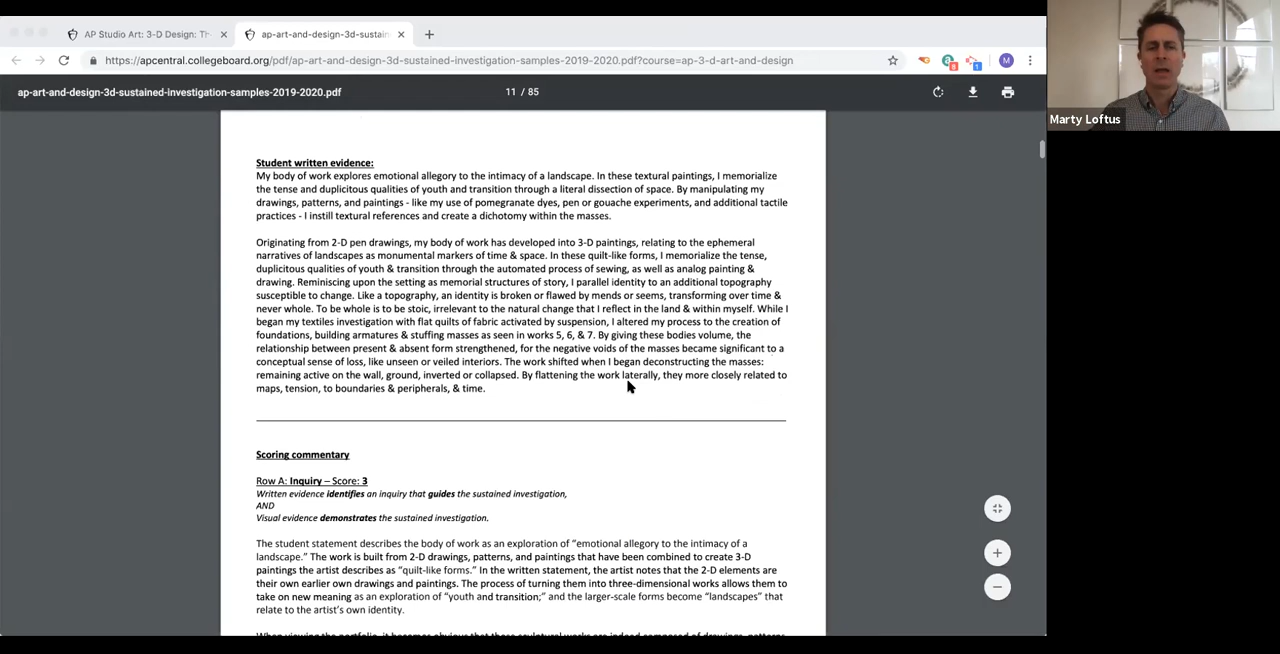 AP Studio Art: 3-D Design: Th
ap-art-and-design-3d-sustain
https://apcentral.collegeboard.org/pdf/ap-art-and-design-3d-sustained-investigation-samples-2019-2020.pdf?course=ap-3-d-art-and-design
M
ap-art-and-design-3d-sustained-investigation-samples-2019-2020.pdf
11 / 85
Marty Loftus
Student written evidence:
My body of work explores emotional allegory to the intimacy of a landscape. In these textural paintings, I memorialize
the tense and duplicitous qualities of youth and transition through a literal dissection of space. By manipulating my
drawings, patterns, and paintings - like my use of pomegranate dyes, pen or gouache experiments, and additional tactile
practices - I instill textural references and create a dichotomy within the masses.
Originating from 2-D pen drawings, my body of work has developed into 3-D paintings, relating to the ephemeral
narratives of landscapes as monumental markers of time & space. In these quilt-like forms, I memorialize the tense,
duplicitous qualities of youth & transition through the automated process of sewing, as well as analog painting &
drawing. Reminiscing upon the setting as memorial structures of story, I parallel identity to an additional topography
susceptible to change. Like a topography, an identity is broken or flawed by mends or seems, transforming over time &
never whole. To be whole is to be stoic, irrelevant to the natural change that I reflect in the land & within myself. While I
began my textiles investigation with flat quilts of fabric activated by suspension, I altered my process to the creation of
foundations, building armatures & stuffing masses as seen in works 5, 6, & 7. By giving these bodies volume, the
relationship between present & absent form strengthened, for the negative voids of the masses became significant to a
conceptual sense of loss, like unseen or veiled interiors. The work shifted when I began deconstructing the masses:
remaining active on the wall, ground, inverted or collapsed. By flattening the work laterally, they more closely related to
maps, tension, to boundaries & peripherals, & time.
Scoring commentary
Row A: Inquiry – Score: 3
Written evidence identifies an inquiry that guides the sustained investigation,
AND
Visual evidence demonstrates the sustained investigation.
The student statement describes the body of work as an exploration of “emotional allegory to the intimacy of a
landscape.” The work is built from 2-D drawings, patterns, and paintings that have been combined to create 3-D
paintings the artist describes as “quilt-like forms.” In the written statement, the artist notes that the 2-D elements are
their own earlier own drawings and paintings. The process of turning them into three-dimensional works allows them to
take on new meaning as an exploration of “youth and transition;” and the larger-scale forms become “landscapes” that
relate to the artist’s own identity.
When viewing the portfolio, it becomes obvious that these sculptural works are indeed composed of drawings, patterns